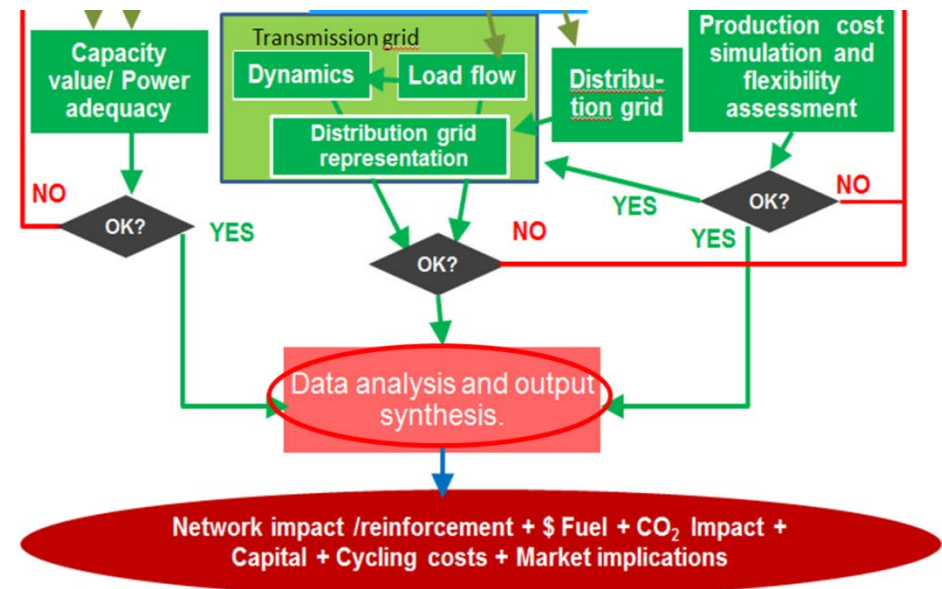 Capacity
value/ Power
adequacy
Transmission grid
Dynamics
Load flow
Distribution grid
representation
Distribu-
tion grid
Production cost
simulation and
flexibility
assessment
NO
OK?
YES
OK?
NO
YES
YES
OK?
NO
Data analysis and output
synthesis.
Network impact /reinforcement + $ Fuel + CO₂ Impact +
Capital + Cycling costs + Market implications